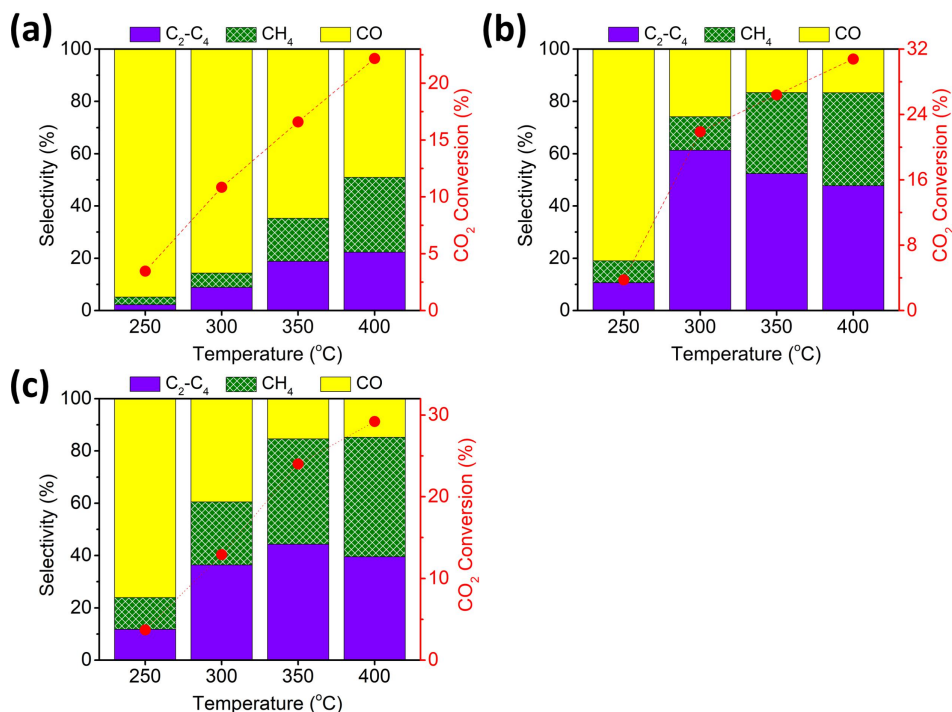 (a)
C₂-C₄ CH₄ CO
Selectivity (%)
100
80
60
40
20
0
250 300 350 400
Temperature (°C)
20
15
10
5
0
CO₂ Conversion (%)
(b)
C₂-C₄ CH₄ CO
Selectivity (%)
100
80
60
40
20
0
250 300 350 400
Temperature (°C)
32
24
16
8
0
CO₂ Conversion (%)
(c)
C₂-C₄ CH₄ CO
Selectivity (%)
100
80
60
40
20
0
250 300 350 400
Temperature (°C)
30
20
10
0
CO₂ Conversion (%)